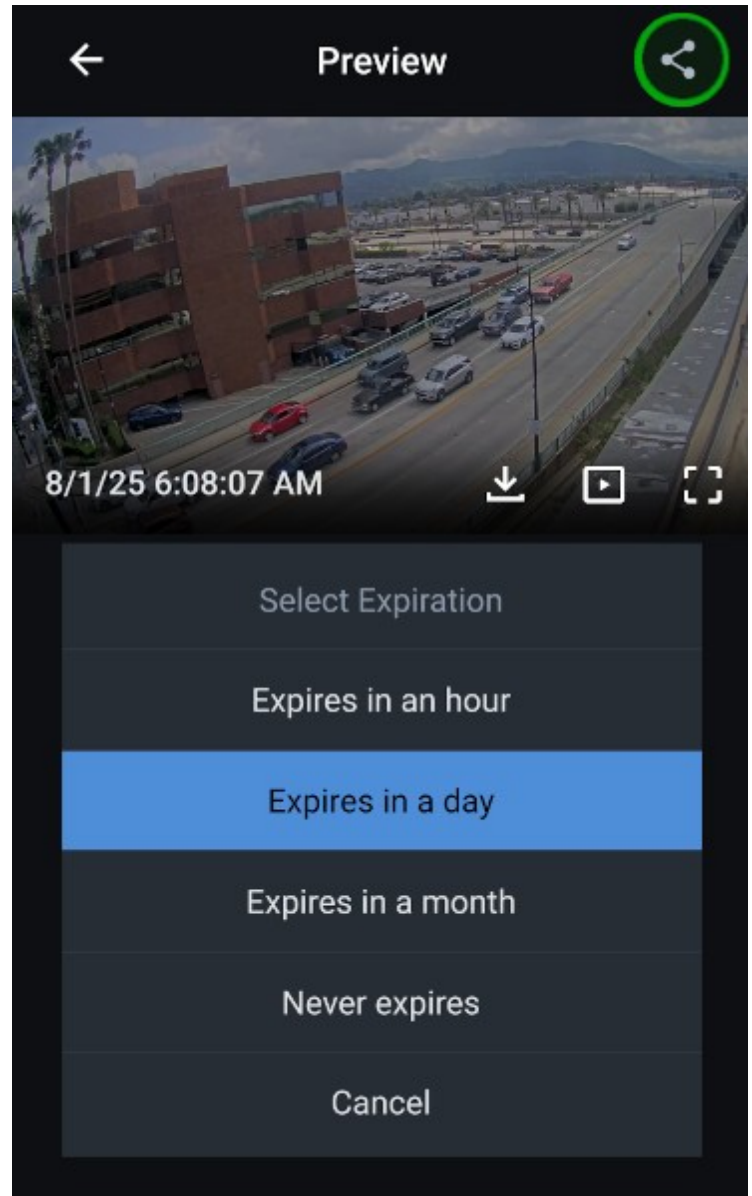 Preview
8/1/25 6:08:07 AM
Select Expiration
Expires in an hour
Expires in a day
Expires in a month
Never expires
Cancel